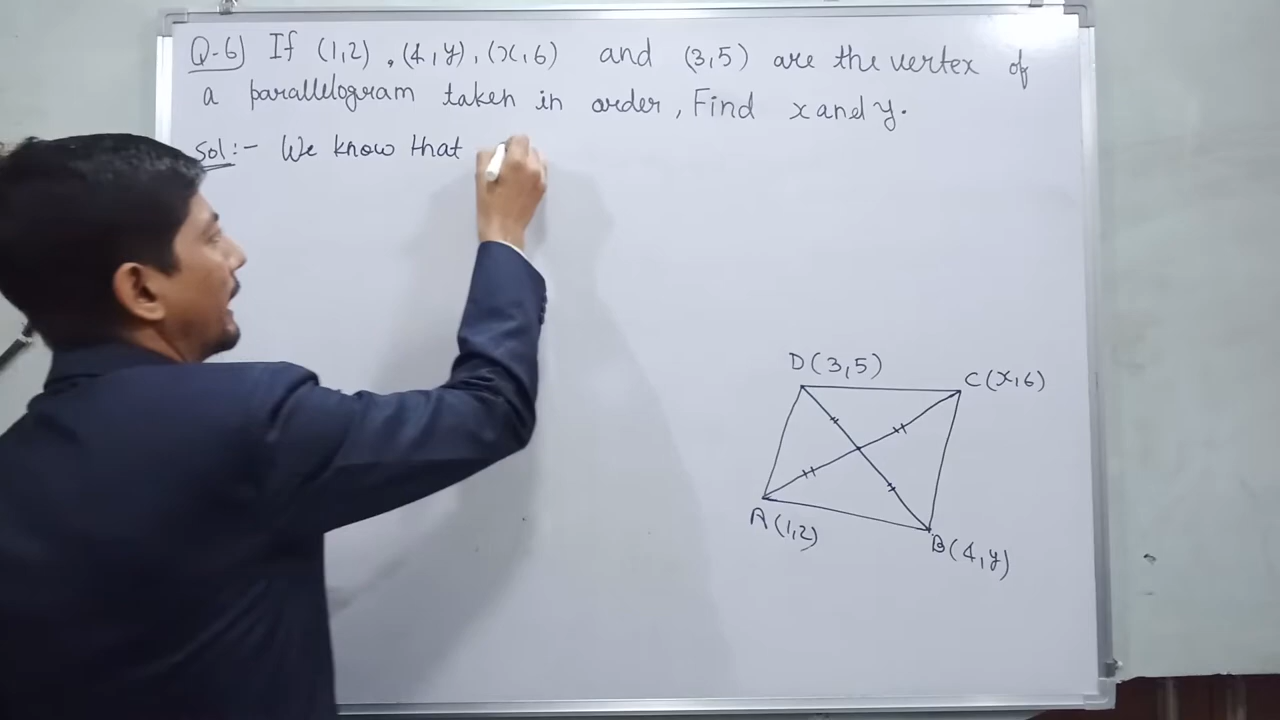 Q-6) If (1,2) , (4,y) , (x,6) and (3,5) are the vertex of
a parallelogram taken in order, Find x and y.
Sol:- We know that
D(3,5)
C(x,6)
A(1,2)
B(4,y)